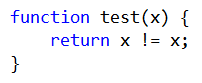 function test(x) {
    return x != x;
}